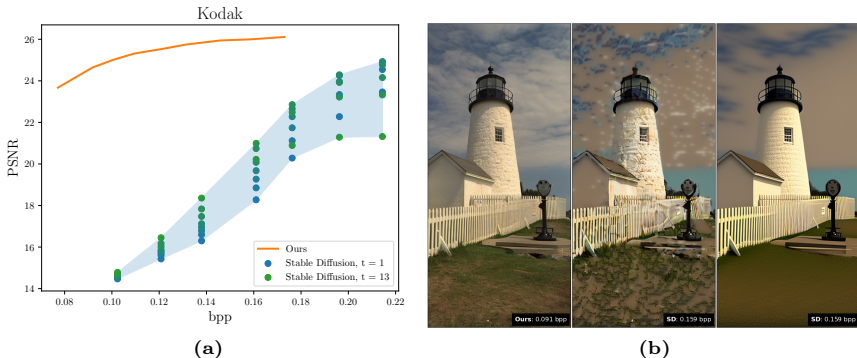 Kodak
26
24
22
20
18
16
14
PSNR
0.08 0.10 0.12 0.14 0.16 0.18 0.20 0.22
bpp
Ours
Stable Diffusion, t = 1
Stable Diffusion, t = 13
(a)
Ours: 0.091 bpp
SD: 0.159 bpp
SD: 0.159 bpp
(b)